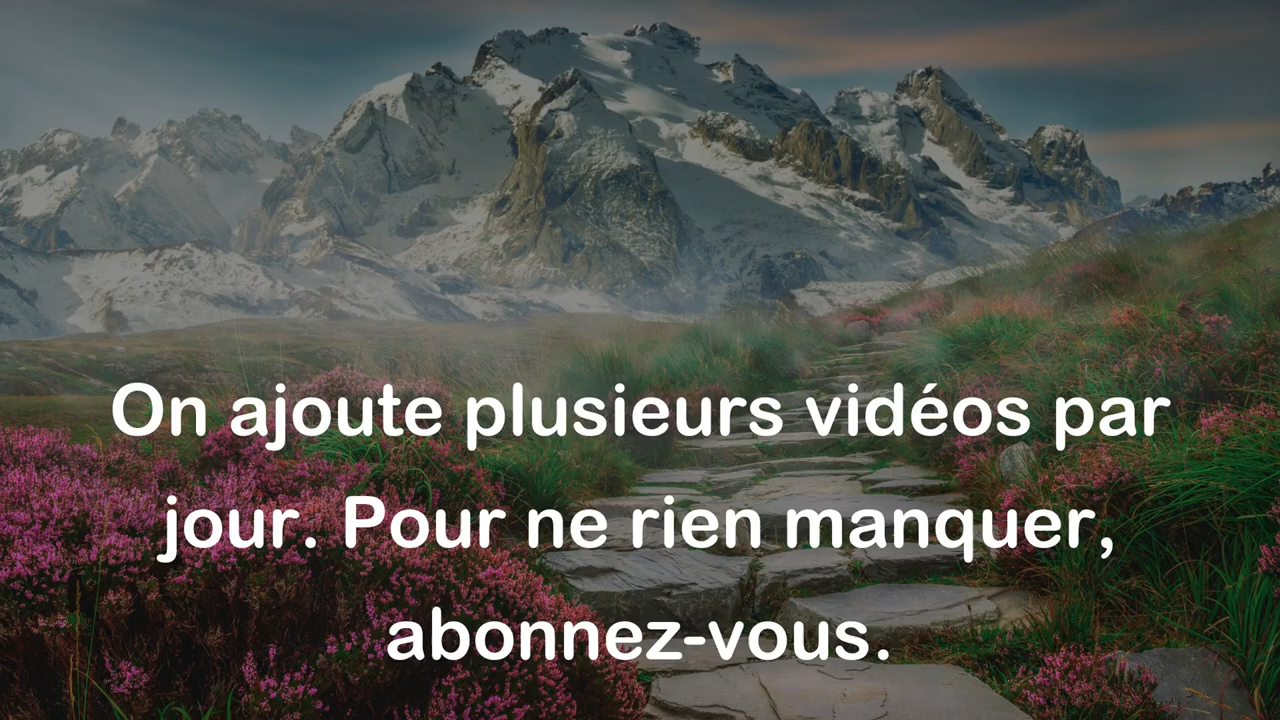 On ajoute plusieurs vidéos par
jour. Pour ne rien manquer,
abonnez-vous.